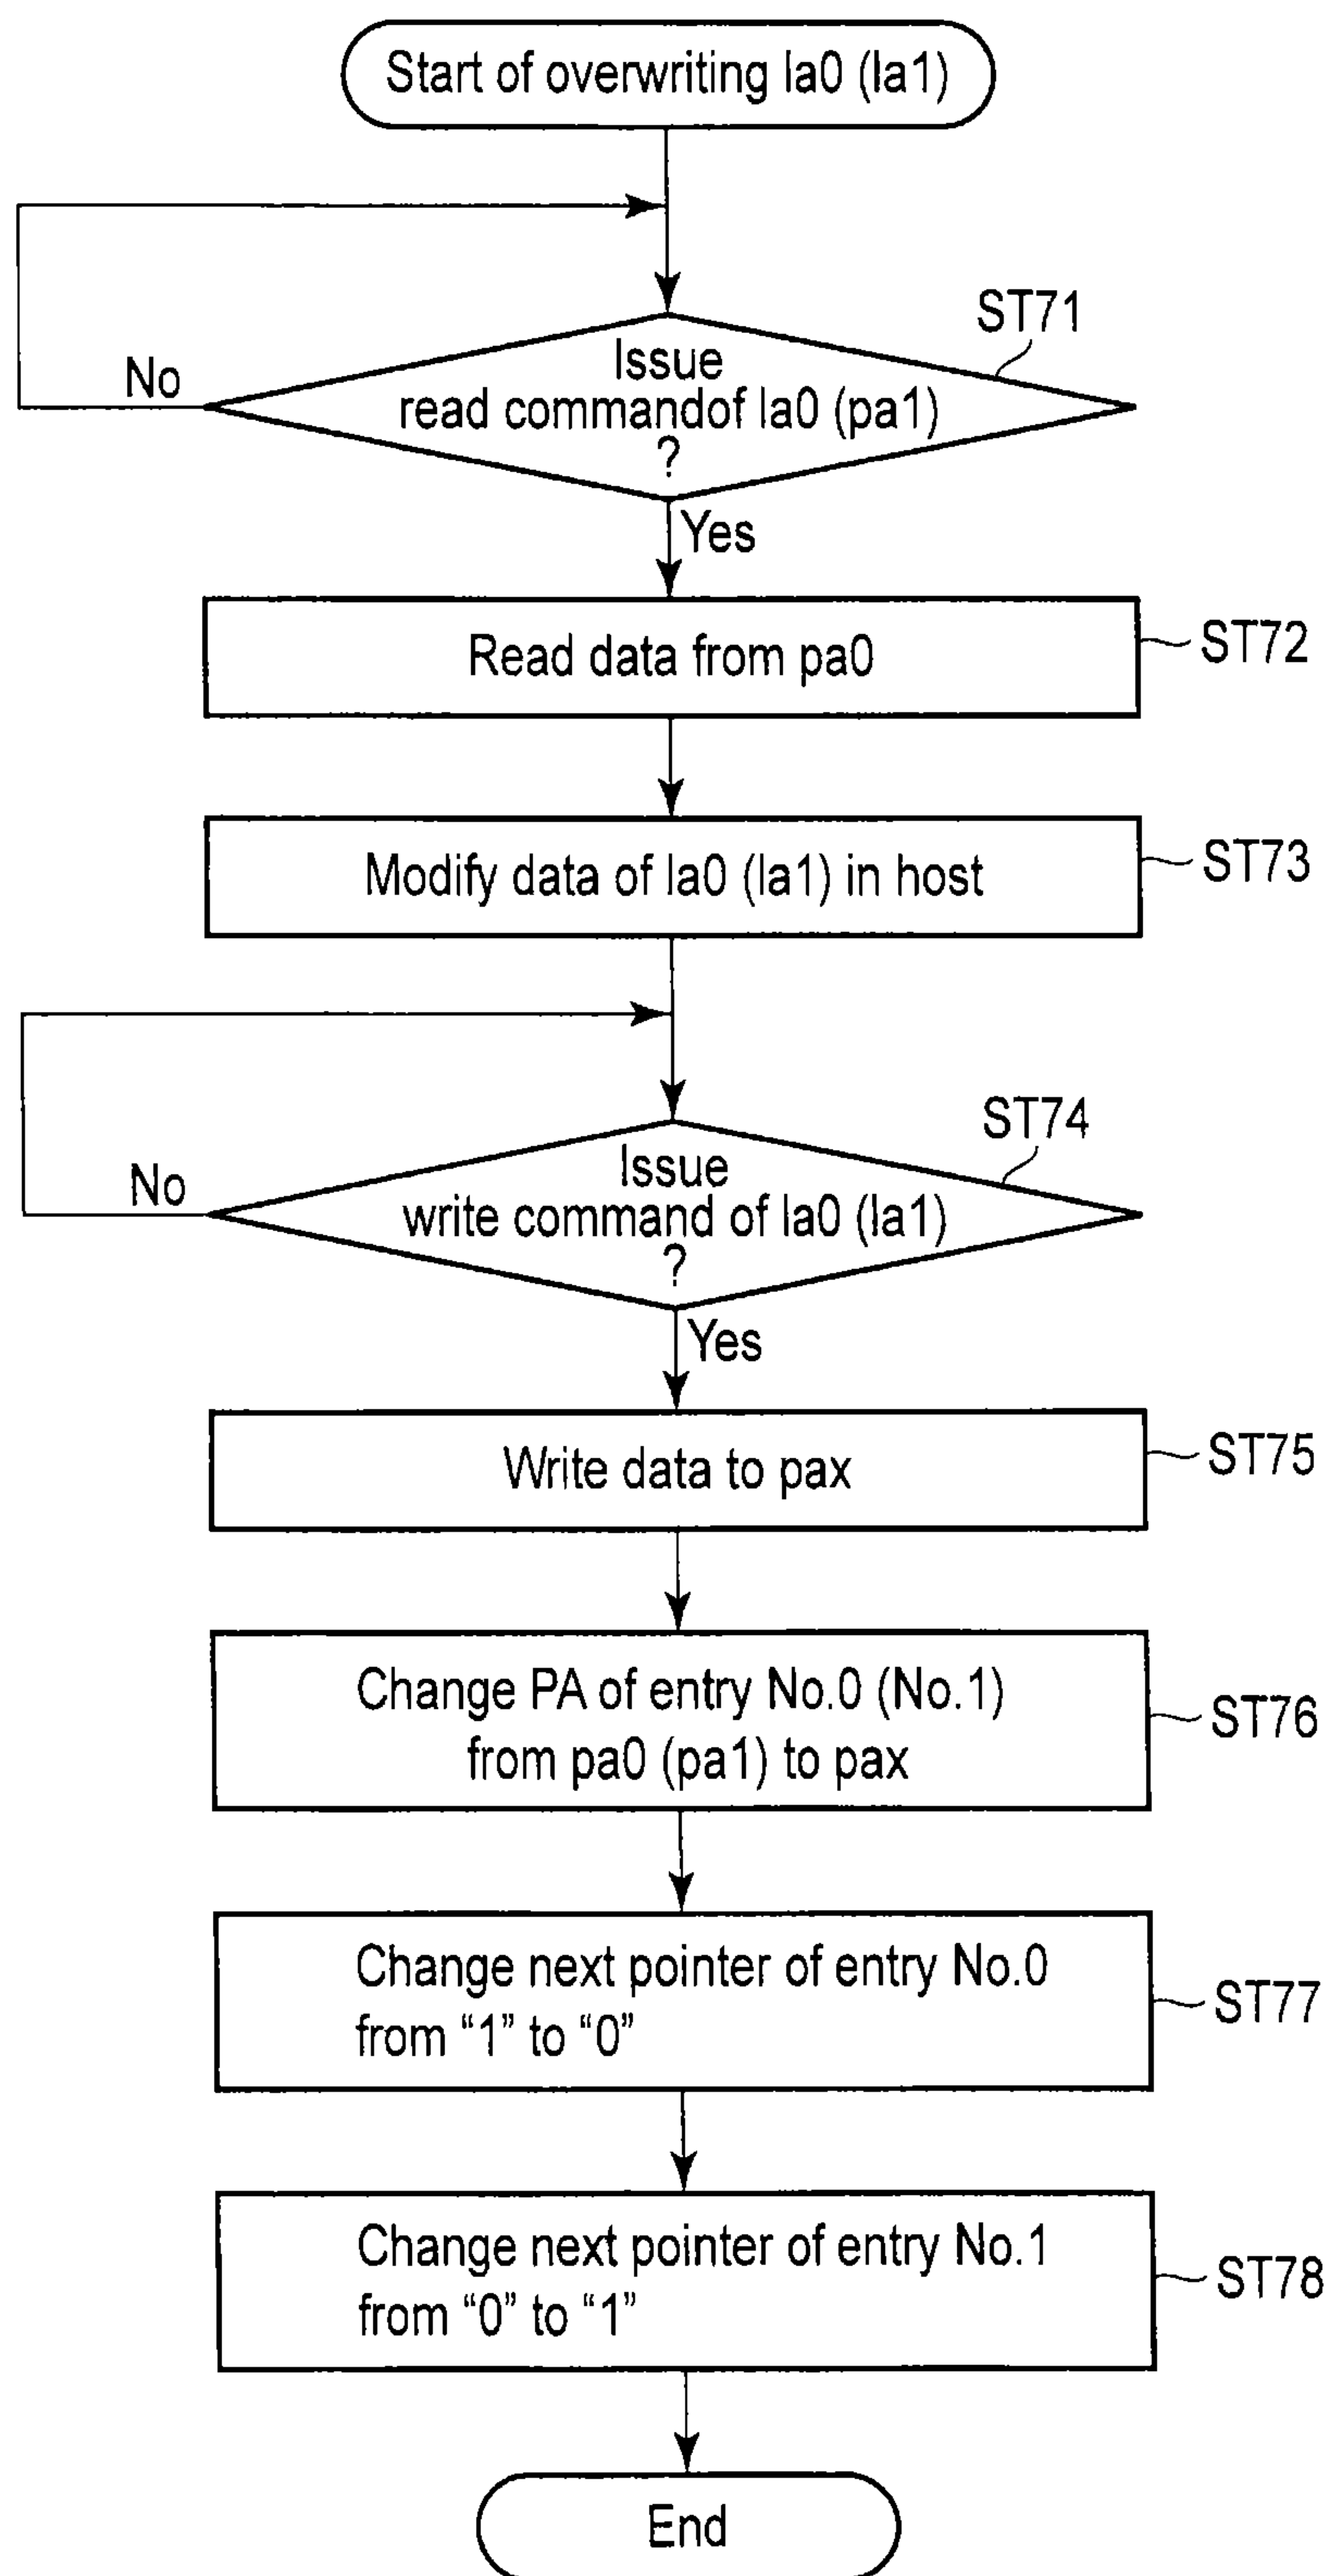 Start of overwriting la0 (la1)
ST71
Issue
No
read commandof la0 (pa1)
?
Yes
Read data from pa0
ST72
Modify data of la0 (la1) in host
ST73
ST74
Issue
No
write command of la0 (la1)
?
Yes
Write data to pax
ST75
Change PA of entry No.0 (No.1)
from pa0 (pa1) to pax
ST76
Change next pointer of entry No.0
from “1” to “0”
ST77
Change next pointer of entry No.1
from “0” to “1”
ST78
End